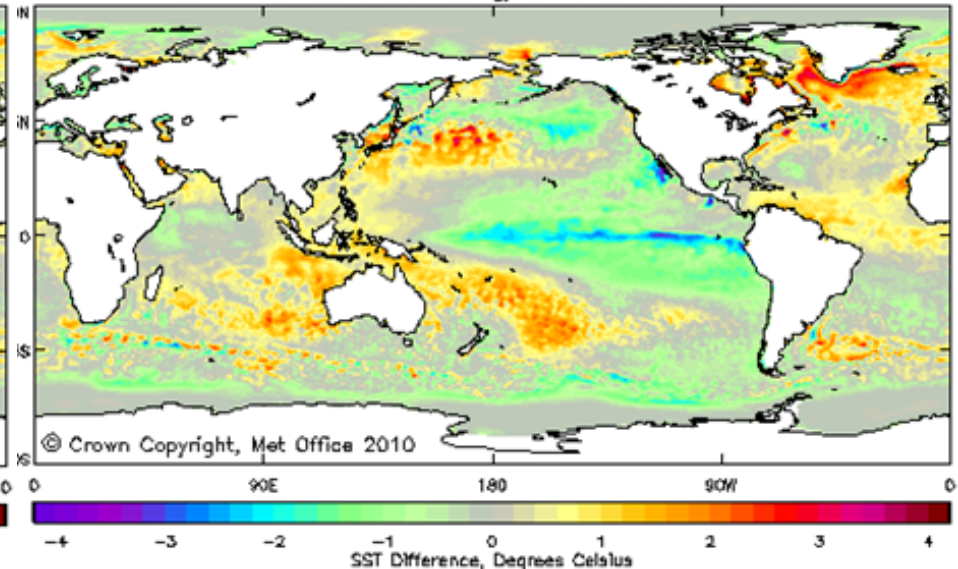 N
N
0
S
© Crown Copyright, Met Office 2010
S
0 0 90E 180 90W 0
-4 -3 -2 -1 0 1 2 3 4
SST Difference, Degrees Celsius